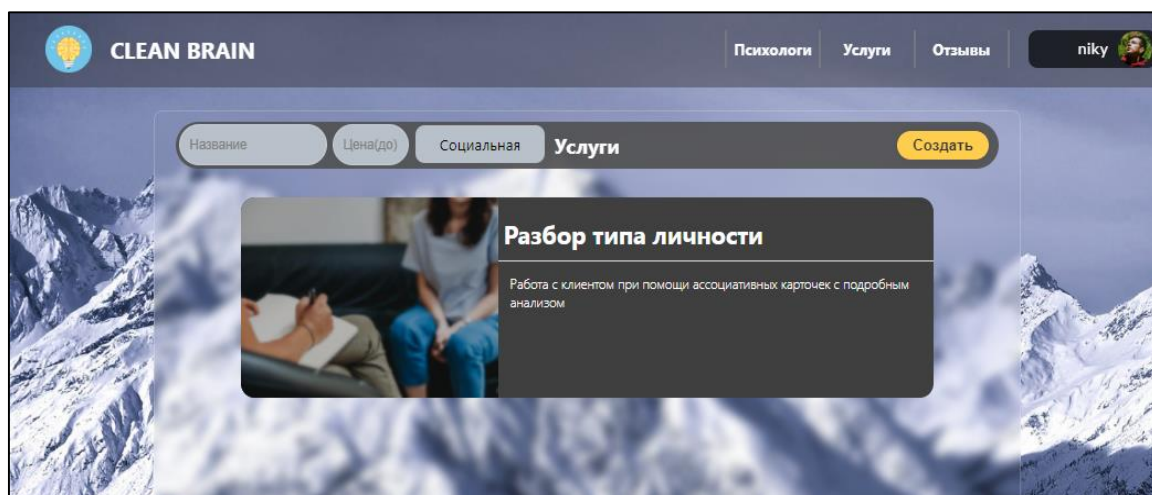 CLEAN BRAIN
Психологи Услуги Отзывы niky
Название Цена(до) Социальная Услуги Создать
Разбор типа личности
Работа с клиентом при помощи ассоциативных карточек с подробным
анализом